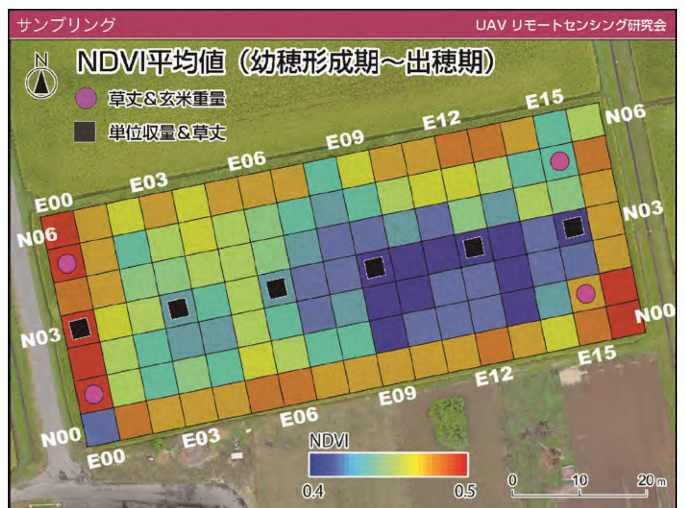 サンプリング
UAV リモートセンシング研究会
N
NDVI平均値（幼穂形成期～出穂期）
草丈&玄米重量
単位収量&草丈
E00
E03
E06
E09
E12
E15
N06
N06
N03
N03
N00
N00
E00
E03
E06
E09
E12
E15
NDVI
0.4
0.5
0
10
20 m